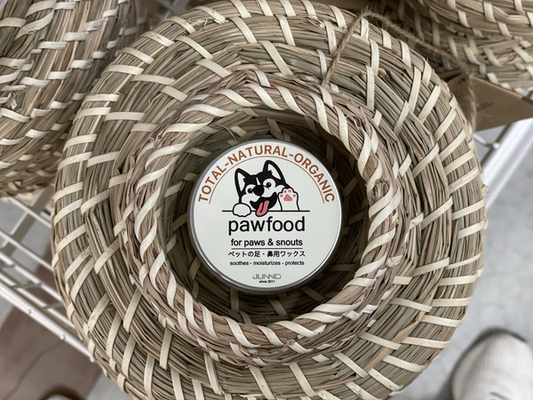 TOTAL-NATURAL-ORGANIC
pawfood
for paws & snouts
ペットの足・鼻用ワックス
soothes・moisturizes・protects
JUNNO
since 2011